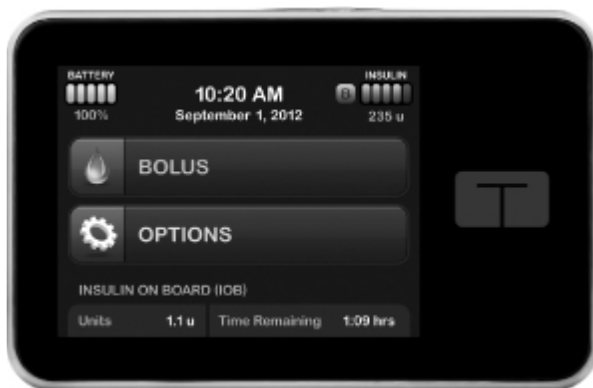 BATTERY
100%
10:20 AM
September 1, 2012
INSULIN
B
235 u
BOLUS
OPTIONS
INSULIN ON BOARD (IOB)
Units 1.1 u Time Remaining 1:09 hrs
T